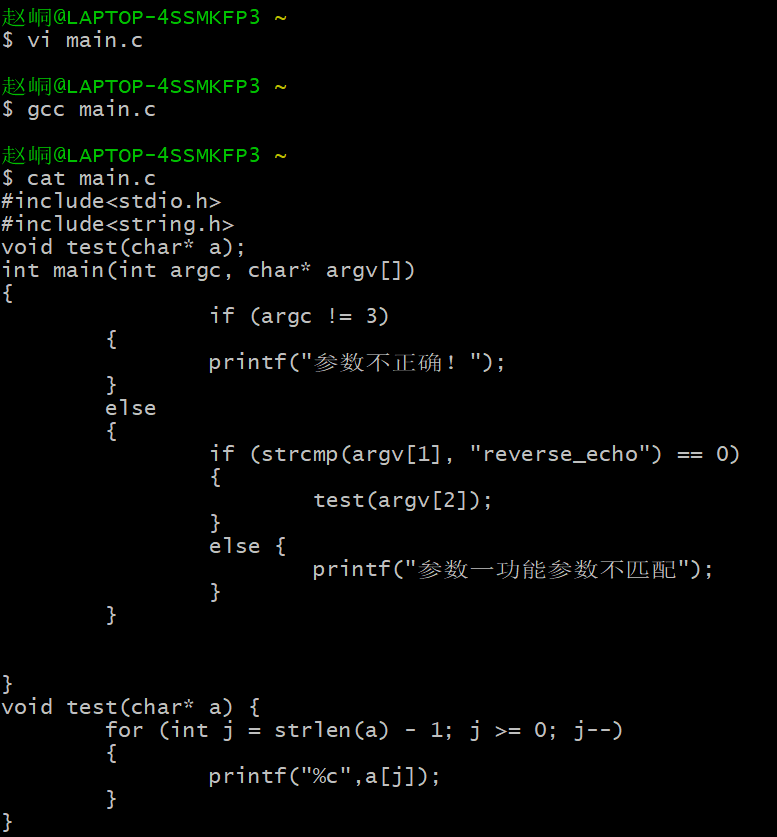 赵峒@LAPTOP-4SSMKFP3 ~
$ vi main.c
赵峒@LAPTOP-4SSMKFP3 ~
$ gcc main.c
赵峒@LAPTOP-4SSMKFP3 ~
$ cat main.c
#include<stdio.h>
#include<string.h>
void test(char* a);
int main(int argc, char* argv[])
{
                if (argc != 3)
        {
                printf("参数不正确！");
        }
        else
        {
                if (strcmp(argv[1], "reverse_echo") == 0)
                {
                        test(argv[2]);
                }
                else {
                        printf("参数一功能参数不匹配");
                }
        }
}
void test(char* a) {
        for (int j = strlen(a) - 1; j >= 0; j--)
        {
                printf("%c",a[j]);
        }
}